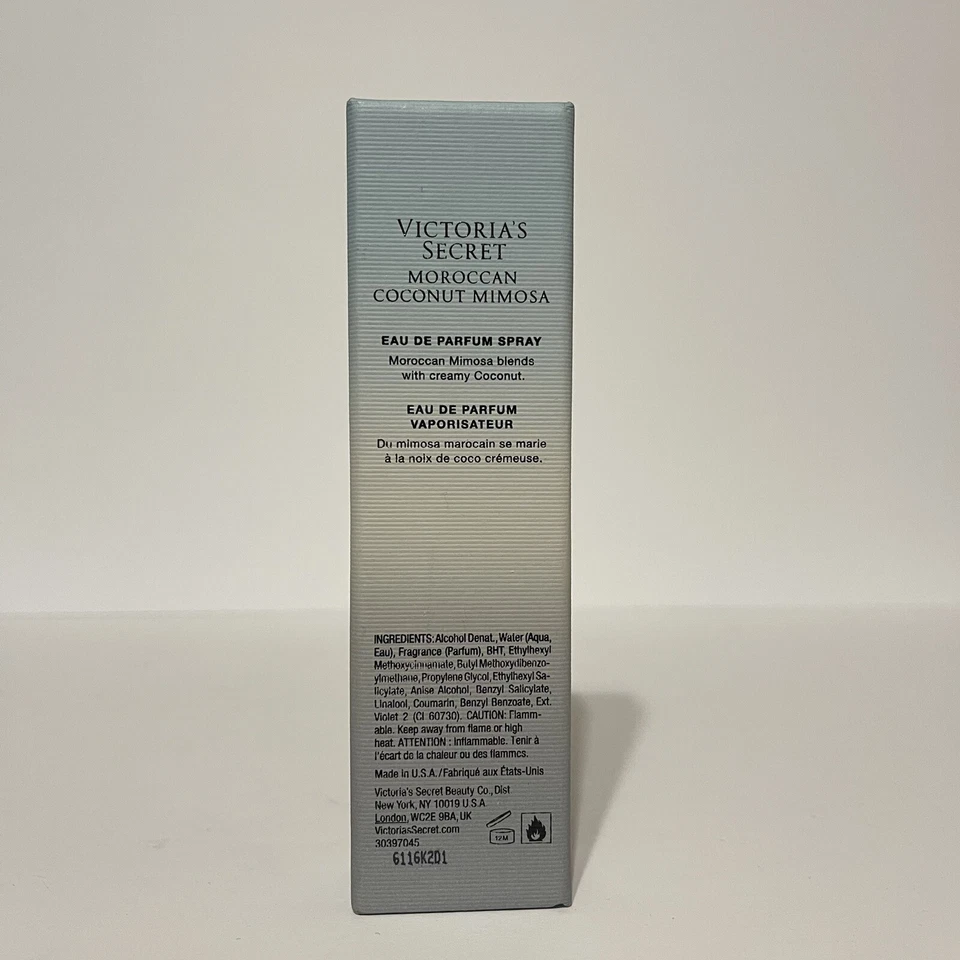 VICTORIA'S
SECRET
MOROCCAN
COCONUT MIMOSA
EAU DE PARFUM SPRAY
Moroccan Mimosa blends
with creamy Coconut.
EAU DE PARFUM
VAPORISATEUR
Du mimosa marocain se marie
à la noix de coco crémeuse.
INGREDIENTS: Alcohol Denat., Water (Aqua,
Eau), Fragrance (Parfum), BHT, Ethylhexyl
Methoxycinnamate, Butyl Methoxydibenzo-
ylmethane, Propylene Glycol, Ethylhexyl Sa-
licylate, Anise Alcohol, Benzyl Salicylate,
Linalool, Coumarin, Benzyl Benzoate, Ext.
Violet 2 (CI 60730). CAUTION: Flamm-
able. Keep away from flame or high
heat. ATTENTION : Inflammable. Tenir à
l'écart de la chaleur ou des flammes.
Made in U.S.A./Fabriqué aux États-Unis
Victoria's Secret Beauty Co., Dist
New York, NY 10019 U.S.A.
London, WC2E 9BA, UK
VictoriasSecret.com
30397045
12M
6116K2D1